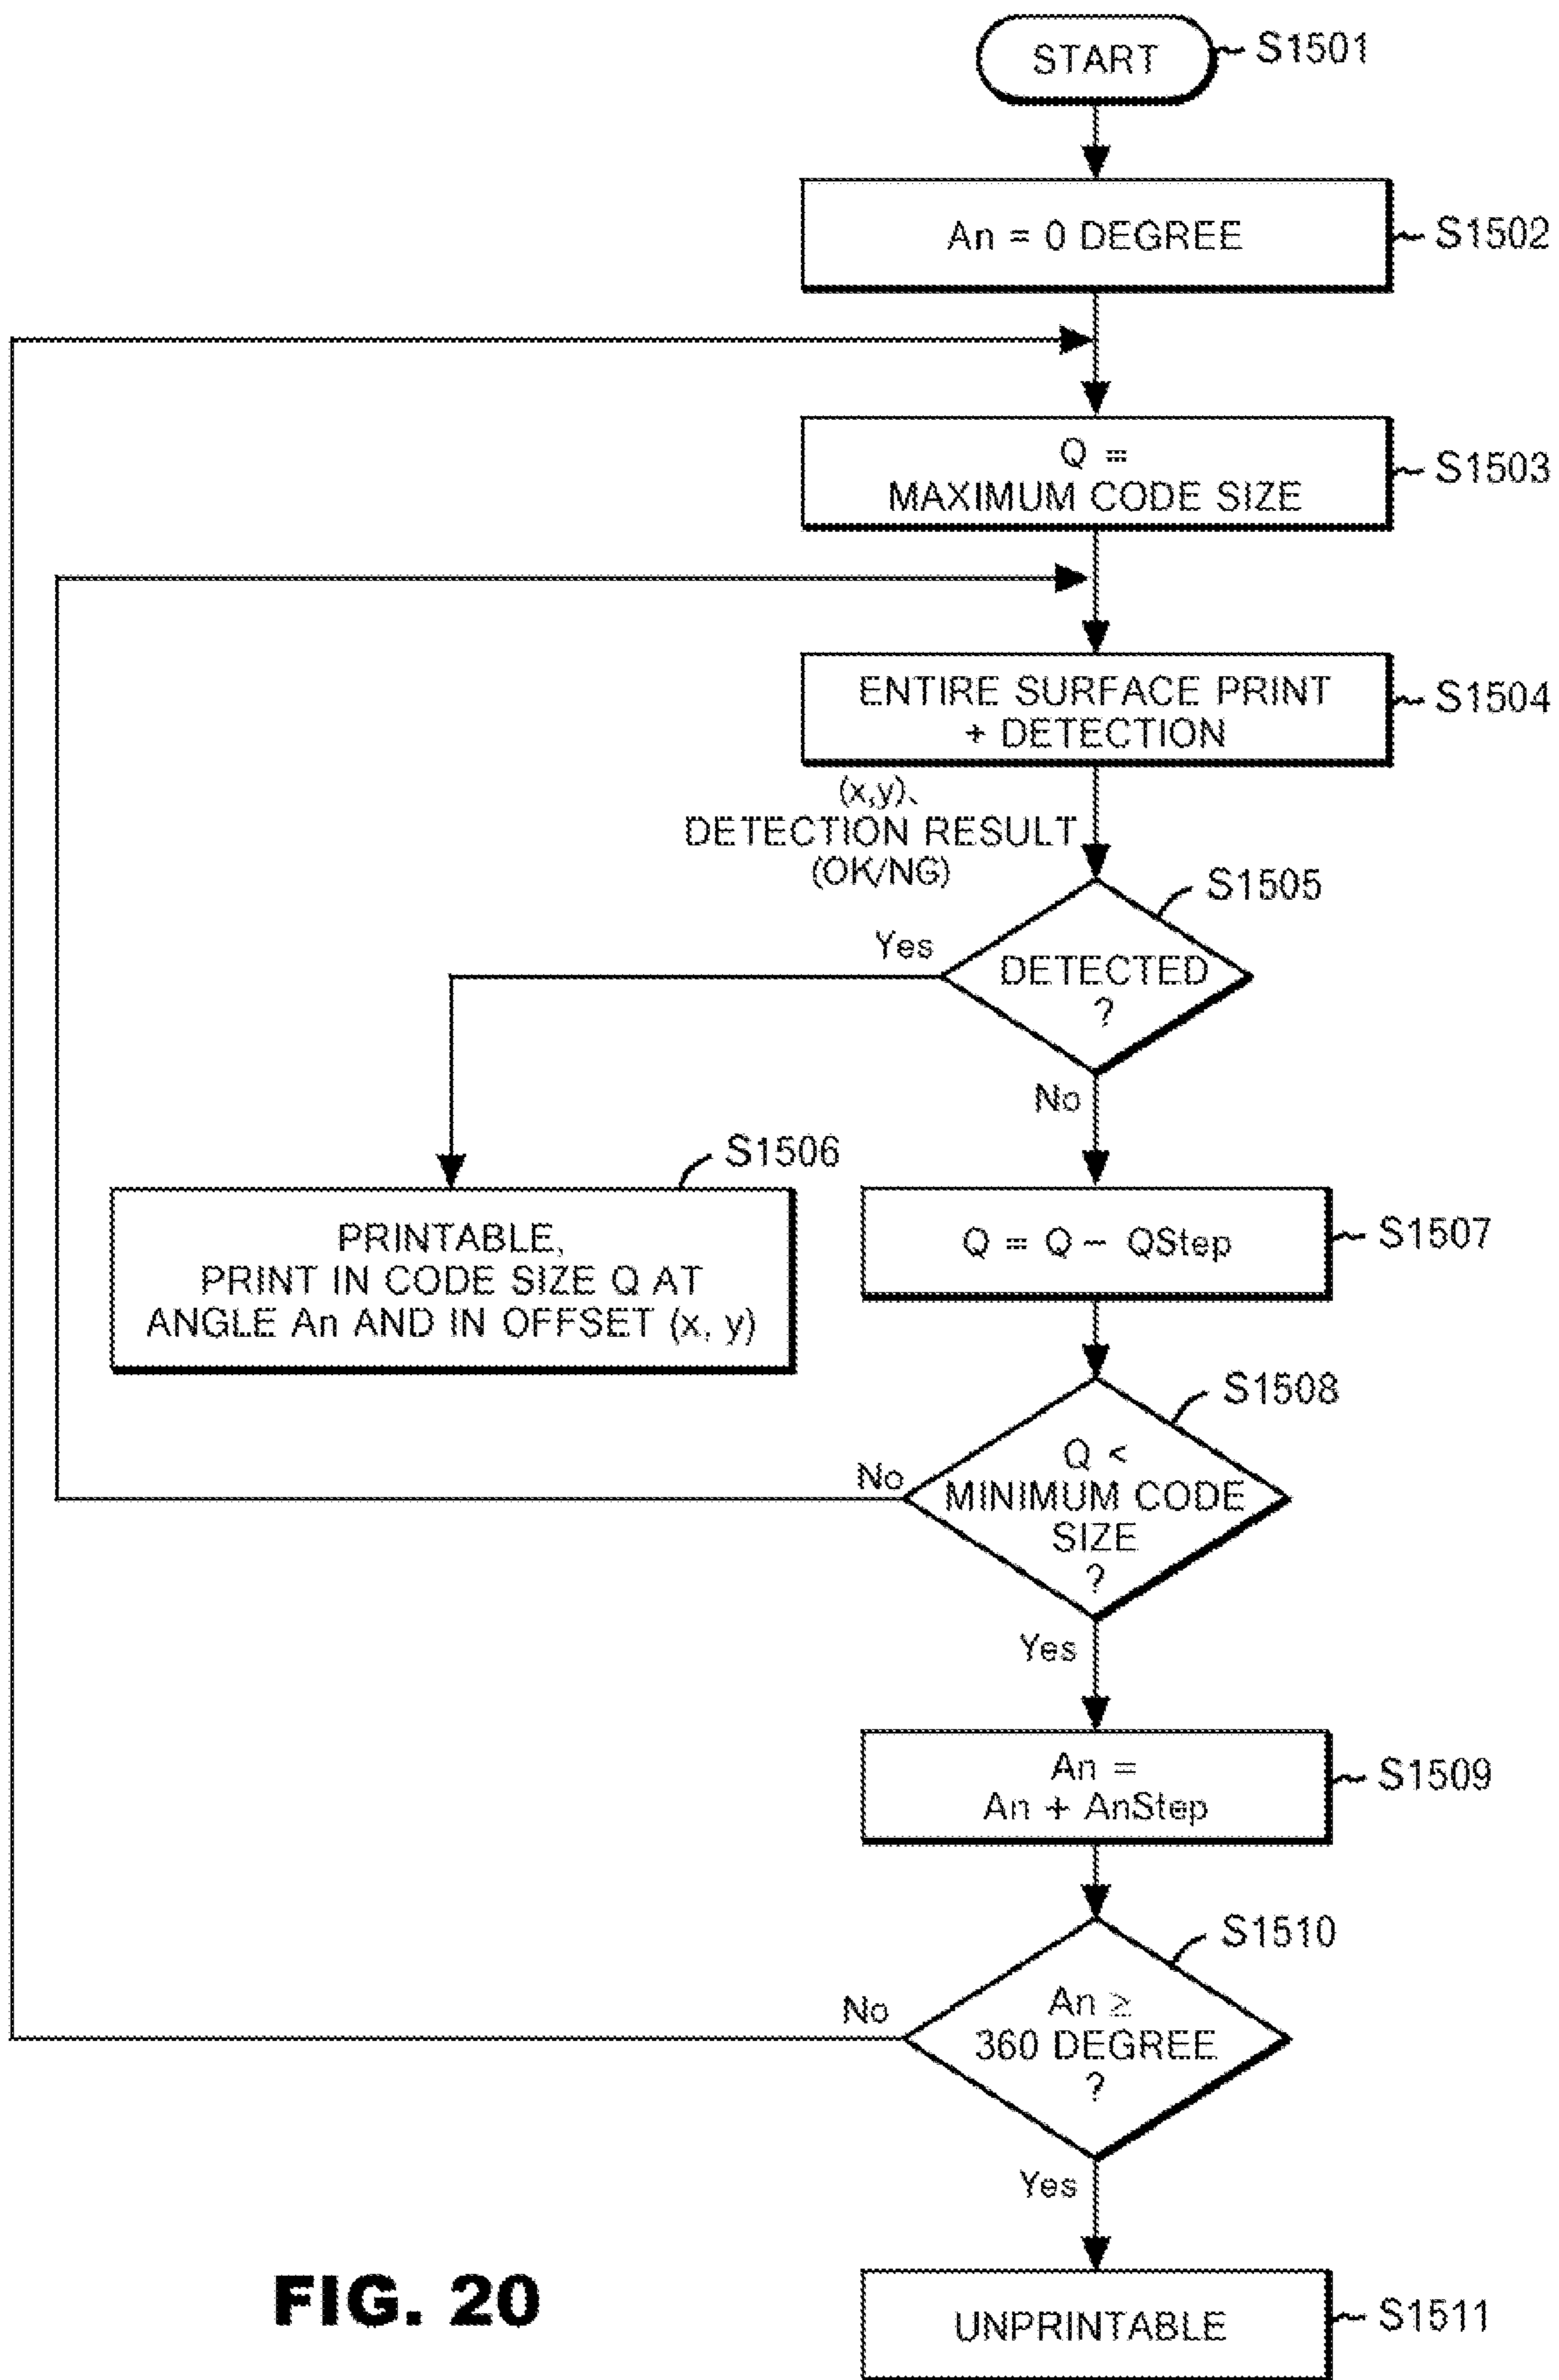 START
S1501
An = 0 DEGREE
S1502
Q =
MAXIMUM CODE SIZE
S1503
ENTIRE SURFACE PRINT
+ DETECTION
S1504
(x,y)、
DETECTION RESULT
(OK/NG)
S1505
Yes
DETECTED
?
No
S1506
PRINTABLE,
PRINT IN CODE SIZE Q AT
ANGLE An AND IN OFFSET (x, y)
Q = Q − QStep
S1507
S1508
No
Q <
MINIMUM CODE
SIZE
?
Yes
An =
An + AnStep
S1509
S1510
No
An ≥
360 DEGREE
?
Yes
UNPRINTABLE
S1511
FIG. 20